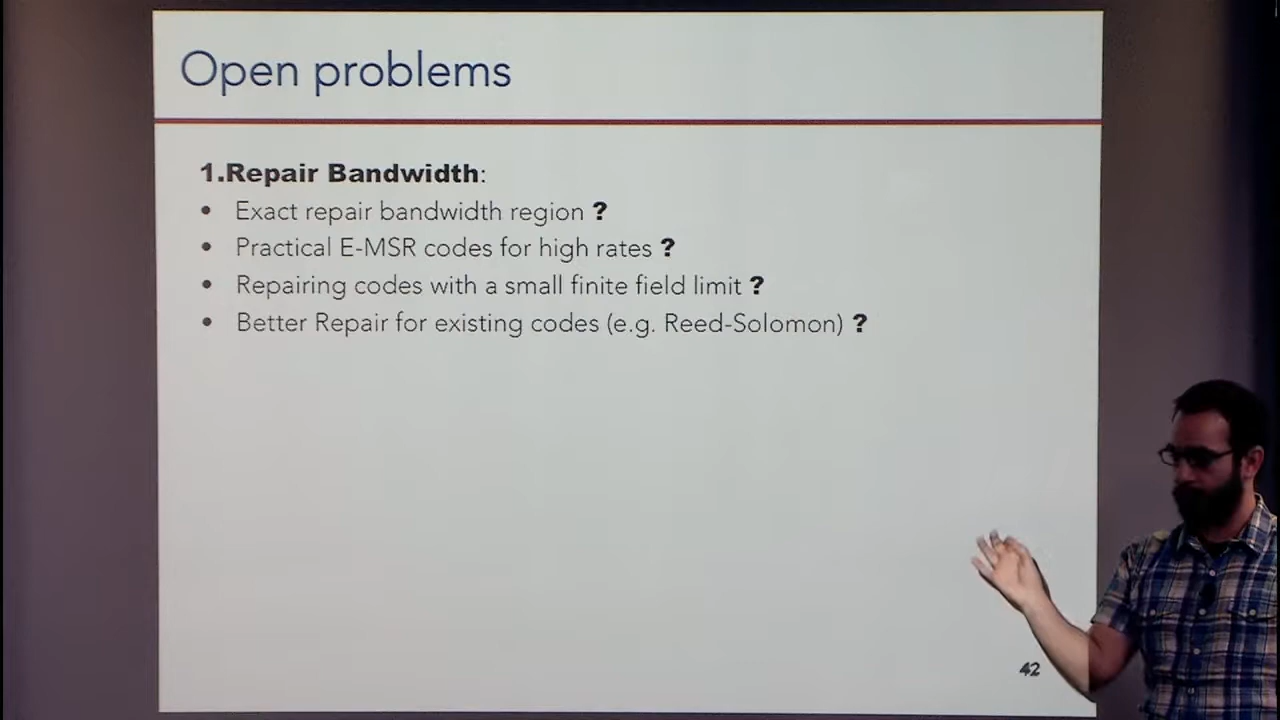 Open problems
1.Repair Bandwidth:
• Exact repair bandwidth region ?
• Practical E-MSR codes for high rates ?
• Repairing codes with a small finite field limit ?
• Better Repair for existing codes (e.g. Reed-Solomon) ?
42